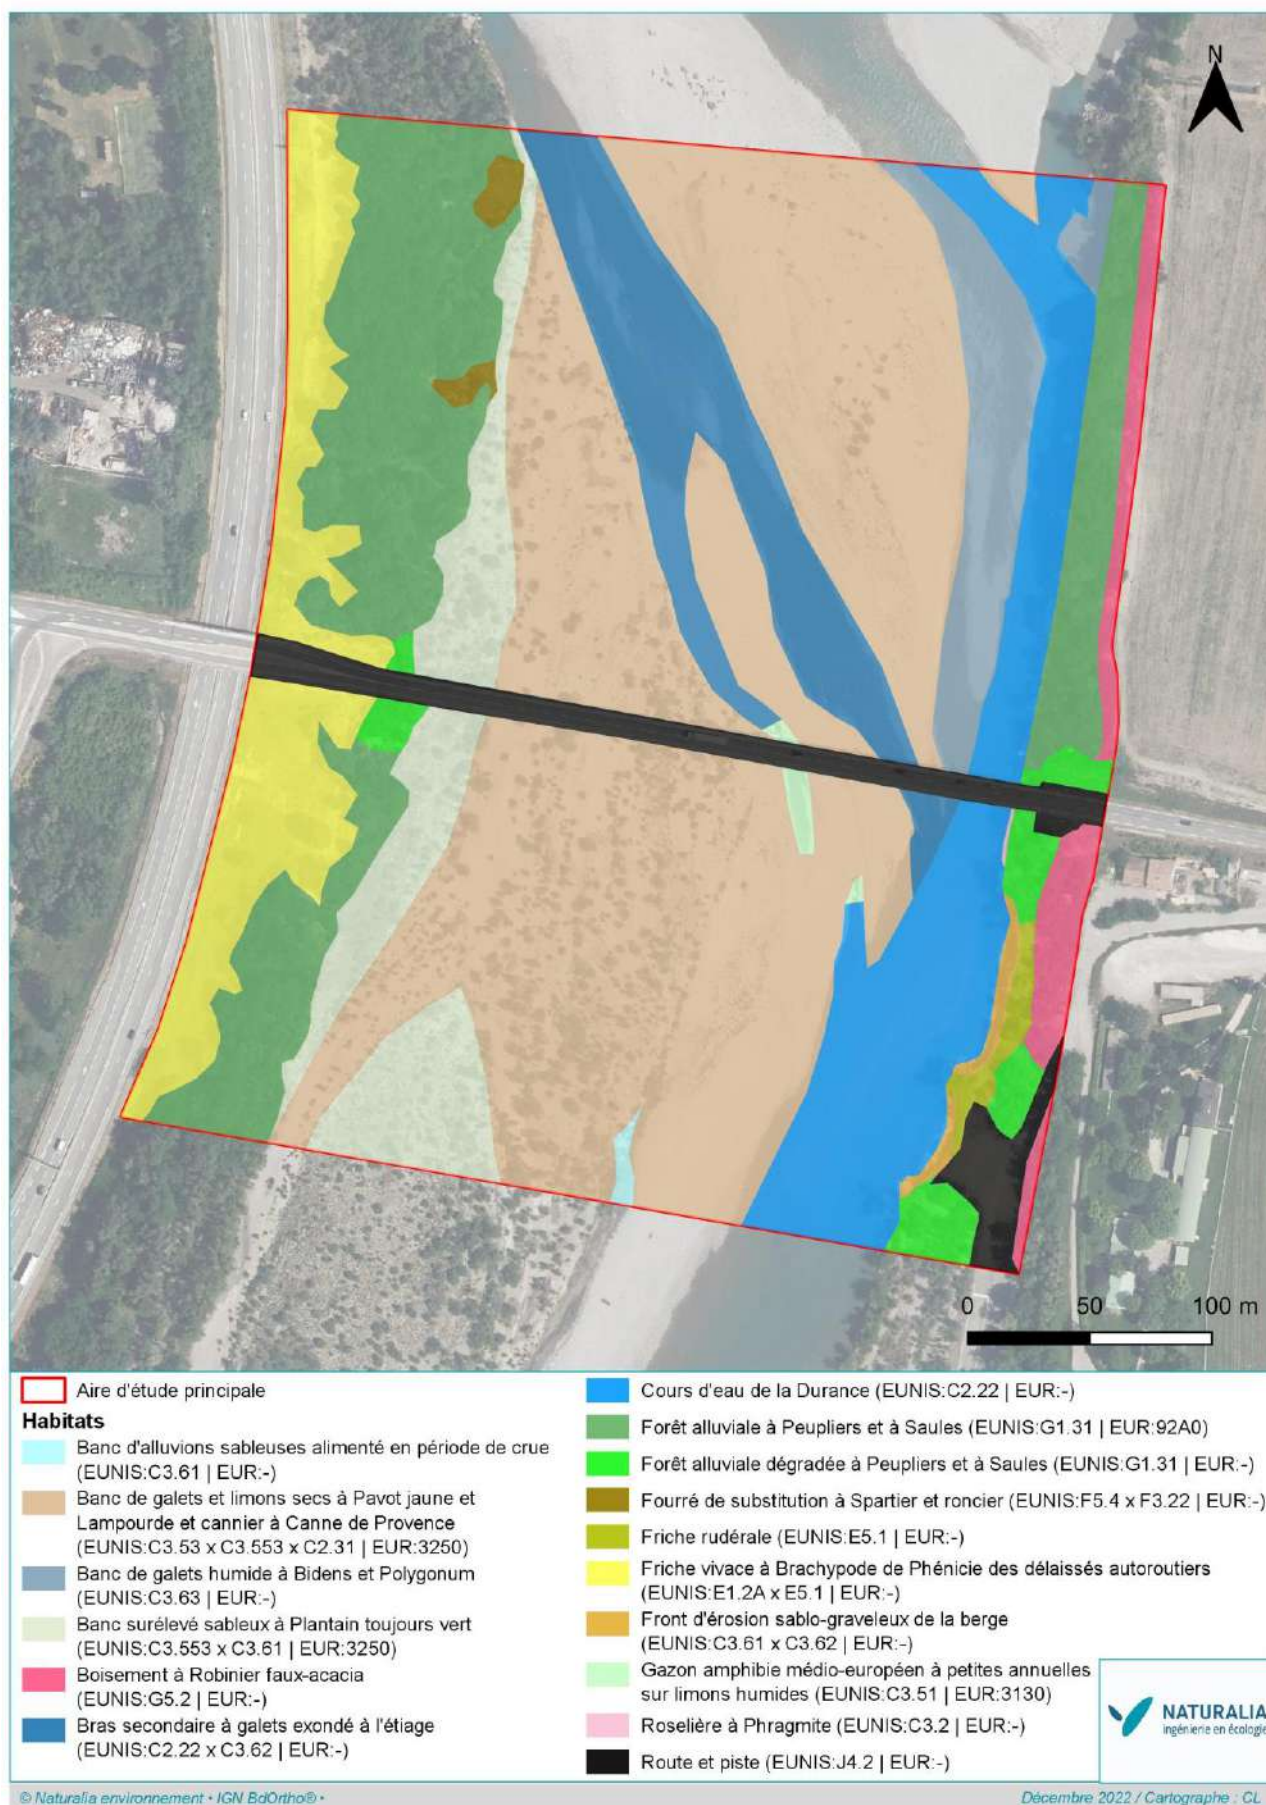 N
0 50 100 m
Aire d'étude principale
Habitats
Banc d'alluvions sableuses alimenté en période de crue
(EUNIS:C3.61 | EUR:-)
Banc de galets et limons secs à Pavot jaune et
Lampourde et cannier à Canne de Provence
(EUNIS:C3.53 x C3.553 x C2.31 | EUR:3250)
Banc de galets humide à Bidens et Polygonum
(EUNIS:C3.63 | EUR:-)
Banc surélevé sableux à Plantain toujours vert
(EUNIS:C3.553 x C3.61 | EUR:3250)
Boisement à Robinier faux-acacia
(EUNIS:G5.2 | EUR:-)
Bras secondaire à galets exondé à l'étiage
(EUNIS:C2.22 x C3.62 | EUR:-)
Cours d'eau de la Durance (EUNIS:C2.22 | EUR:-)
Forêt alluviale à Peupliers et à Saules (EUNIS:G1.31 | EUR:92A0)
Forêt alluviale dégradée à Peupliers et à Saules (EUNIS:G1.31 | EUR:-)
Fourré de substitution à Spartier et roncier (EUNIS:F5.4 x F3.22 | EUR:-)
Friche rudérale (EUNIS:E5.1 | EUR:-)
Friche vivace à Brachypode de Phénicie des délaissés autoroutiers
(EUNIS:E1.2A x E5.1 | EUR:-)
Front d'érosion sablo-graveleux de la berge
(EUNIS:C3.61 x C3.62 | EUR:-)
Gazon amphibie médio-européen à petites annuelles
sur limons humides (EUNIS:C3.51 | EUR:3130)
Roselière à Phragmite (EUNIS:C3.2 | EUR:-)
Route et piste (EUNIS:J4.2 | EUR:-)
NATURALIA
ingénierie en écologie
© Naturalia environnement • IGN BdOrtho® •
Décembre 2022 / Cartographe : CL